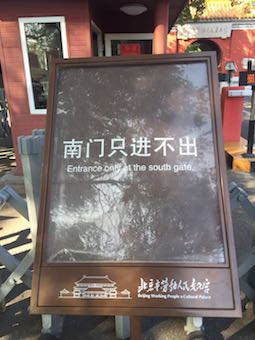 南门只进不出
Entrance only at the south gate.
北京市劳动人民文化宫
Beijing Working People's Cultural Palace